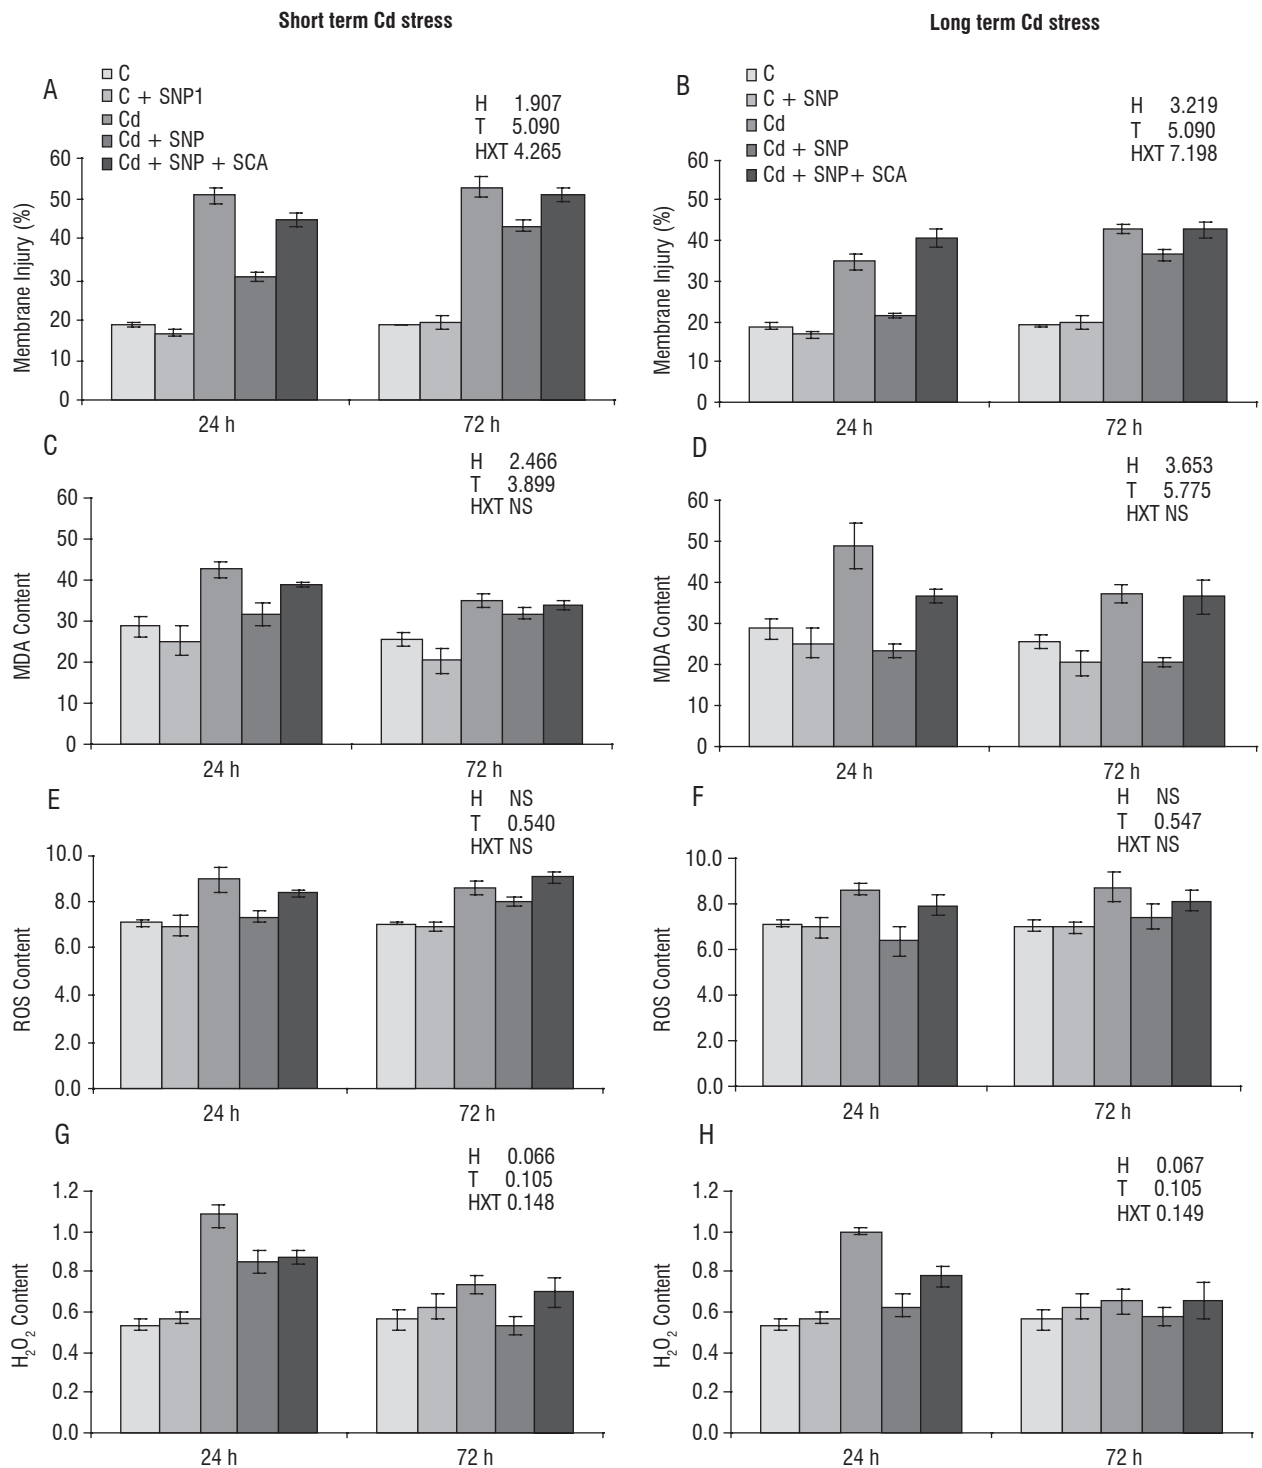 Short term Cd stress
Long term Cd stress
A
C
C + SNP1
Cd
Cd + SNP
Cd + SNP + SCA
H 1.907
T 5.090
HXT 4.265
60
50
40
30
20
10
0
Membrane Injury (%)
24 h
72 h
B
C
C + SNP
Cd
Cd + SNP
Cd + SNP+ SCA
H 3.219
T 5.090
HXT 7.198
60
50
40
30
20
10
0
Membrane Injury (%)
24 h
72 h
C
H 2.466
T 3.899
HXT NS
60
50
40
30
20
10
0
MDA Content
24 h
72 h
D
H 3.653
T 5.775
HXT NS
60
50
40
30
20
10
0
MDA Content
24 h
72 h
E
H NS
T 0.540
HXT NS
10.0
8.0
6.0
4.0
2.0
0.0
ROS Content
24 h
72 h
F
H NS
T 0.547
HXT NS
10.0
8.0
6.0
4.0
2.0
0.0
ROS Content
24 h
72 h
G
H 0.066
T 0.105
HXT 0.148
1.2
1.0
0.8
0.6
0.4
0.2
0.0
H₂O₂ Content
24 h
72 h
H
H 0.067
T 0.105
HXT 0.149
1.2
1.0
0.8
0.6
0.4
0.2
0.0
H₂O₂ Content
24 h
72 h